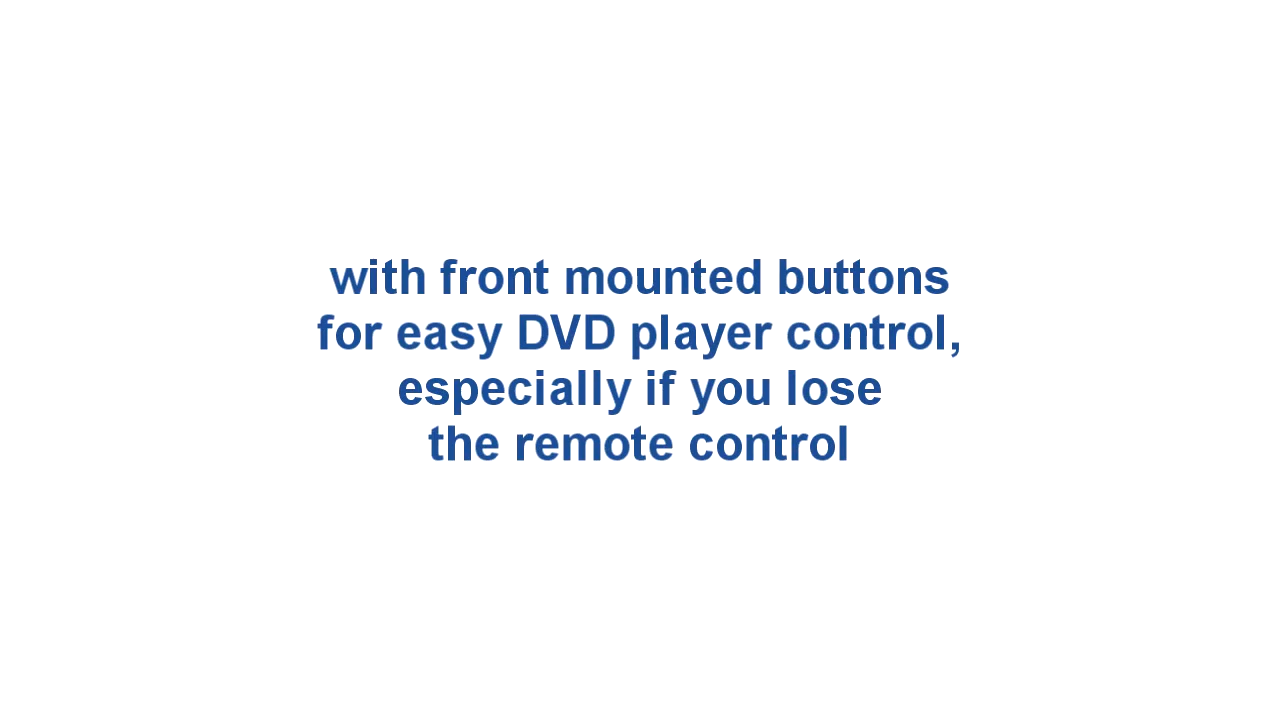 with front mounted buttons
for easy DVD player control,
especially if you lose
the remote control